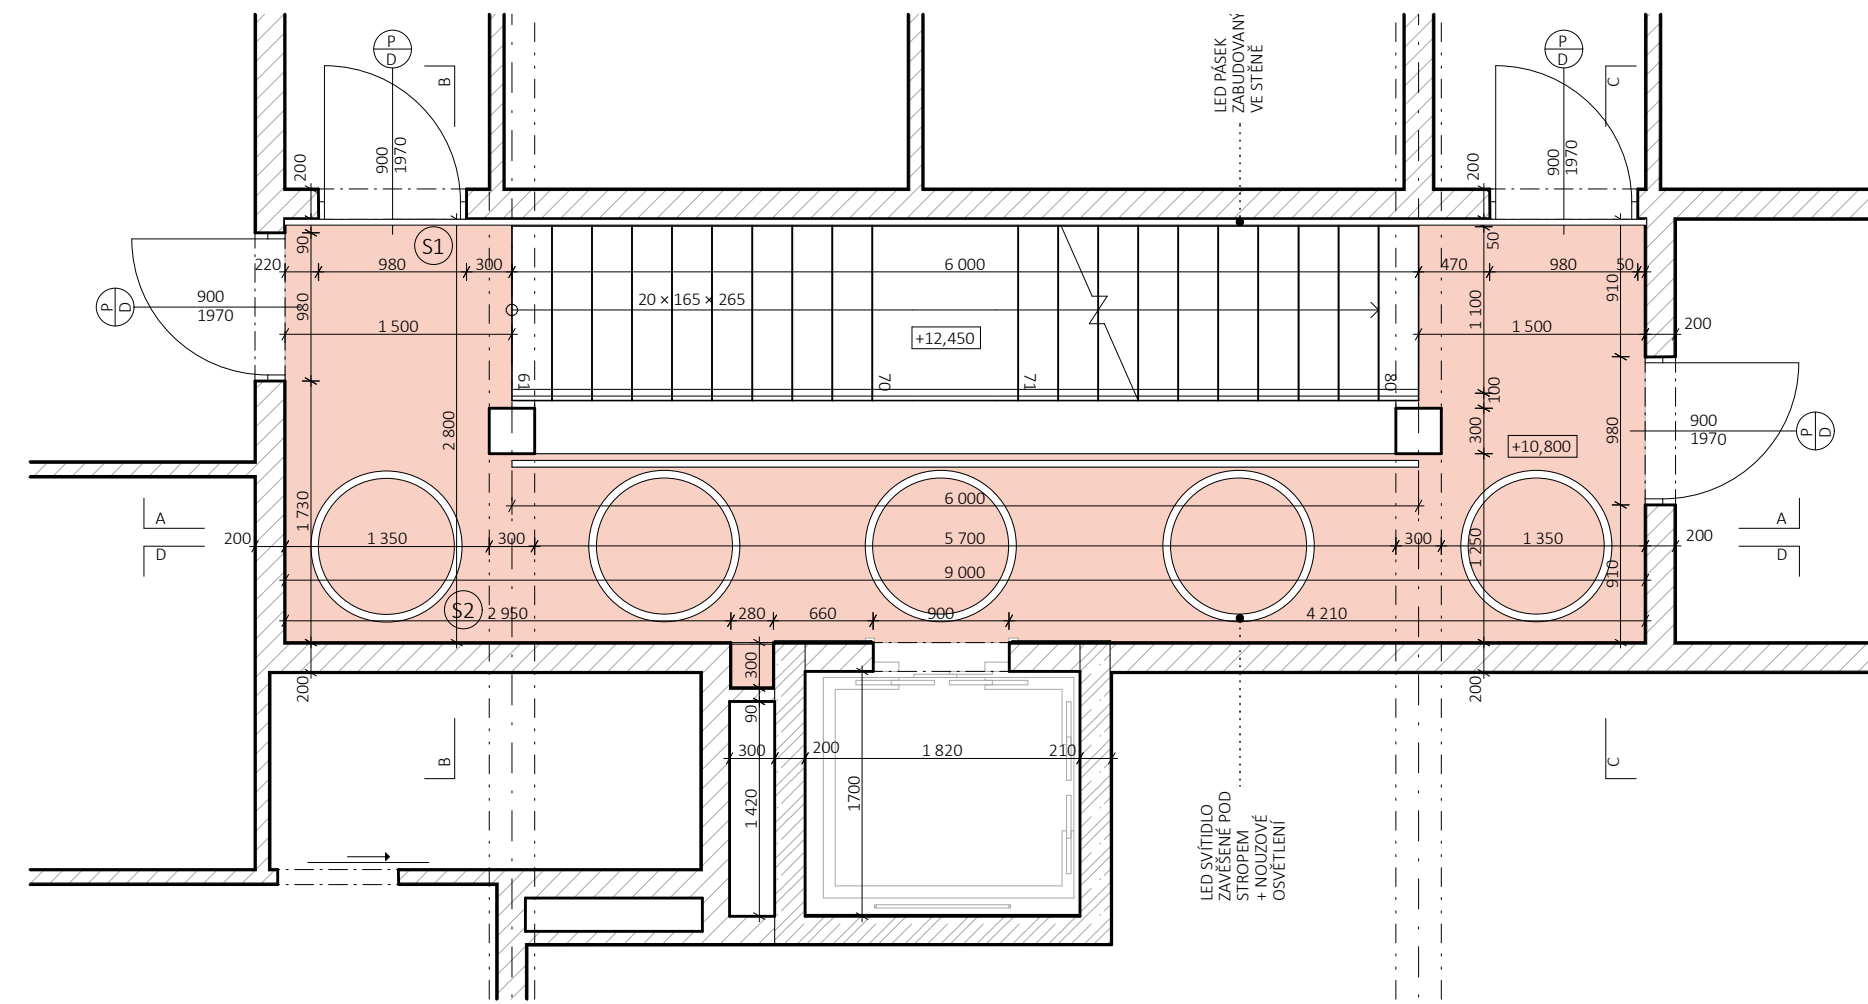 P
D
B
LED PÁSEK
ZABUDOVANÝ
VE STĚNĚ
P
D
C
200
900
1970
200
900
1970
90
S1
50
220
980
300
6 000
470
980
50
910
P
D
900
1970
980
20 × 165 × 265
1 500
+12,450
1 100
1 500
200
61
70
71
80
100
2 800
300
+10,800
980
900
1970
P
D
1 730
6 000
A
D
200
1 350
300
5 700
300
1 250
1 350
200
A
D
9 000
910
S2
2 950
280
660
900
4 210
200
300
200
90
B
300
200
1 820
210
C
1 420
1700
LED SVÍTIDLO
ZAVĚŠENÉ POD
STROPEM
+ NOUZOVÉ
OSVĚTLENÍ